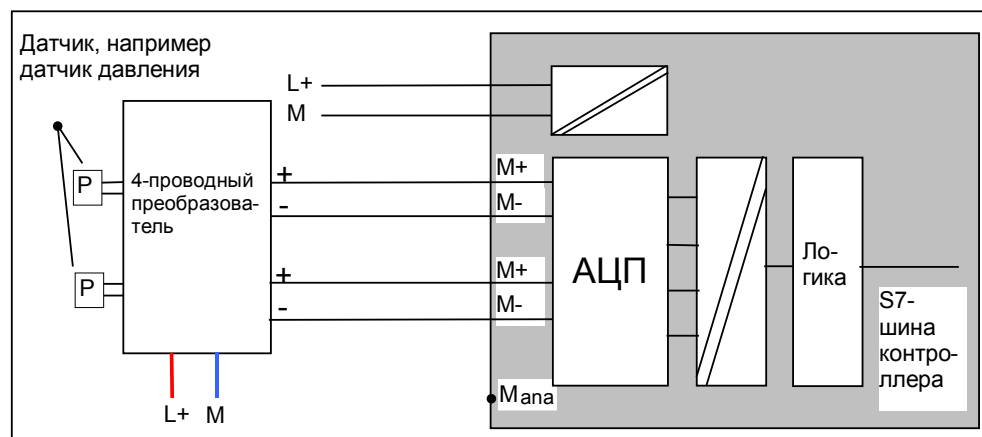 Датчик, например
датчик давления
L+
M
P
4-проводный
преобразова-
тель
+
-
M+
M-
P
+
-
M+
M-
АЦП
Ло-
гика
S7-
шина
контро-
ллера
Mana
L+ M